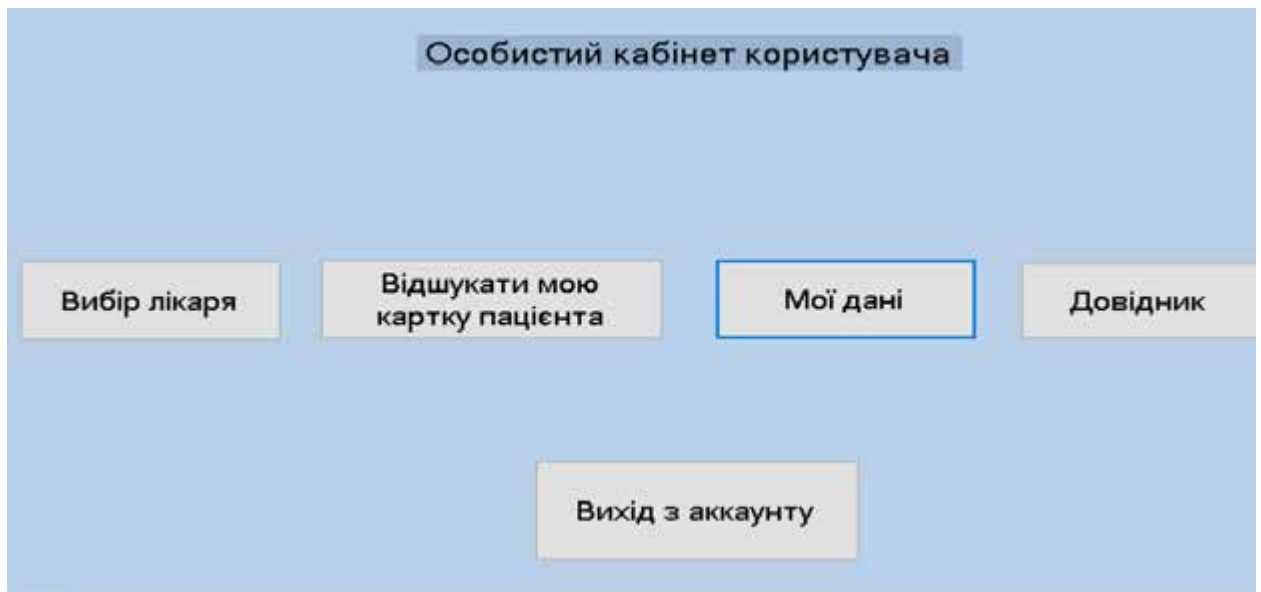 Особистий кабінет користувача
Вибір лікаря
Відшукати мою
картку пацієнта
Мої дані
Довідник
Вихід з аккаунту